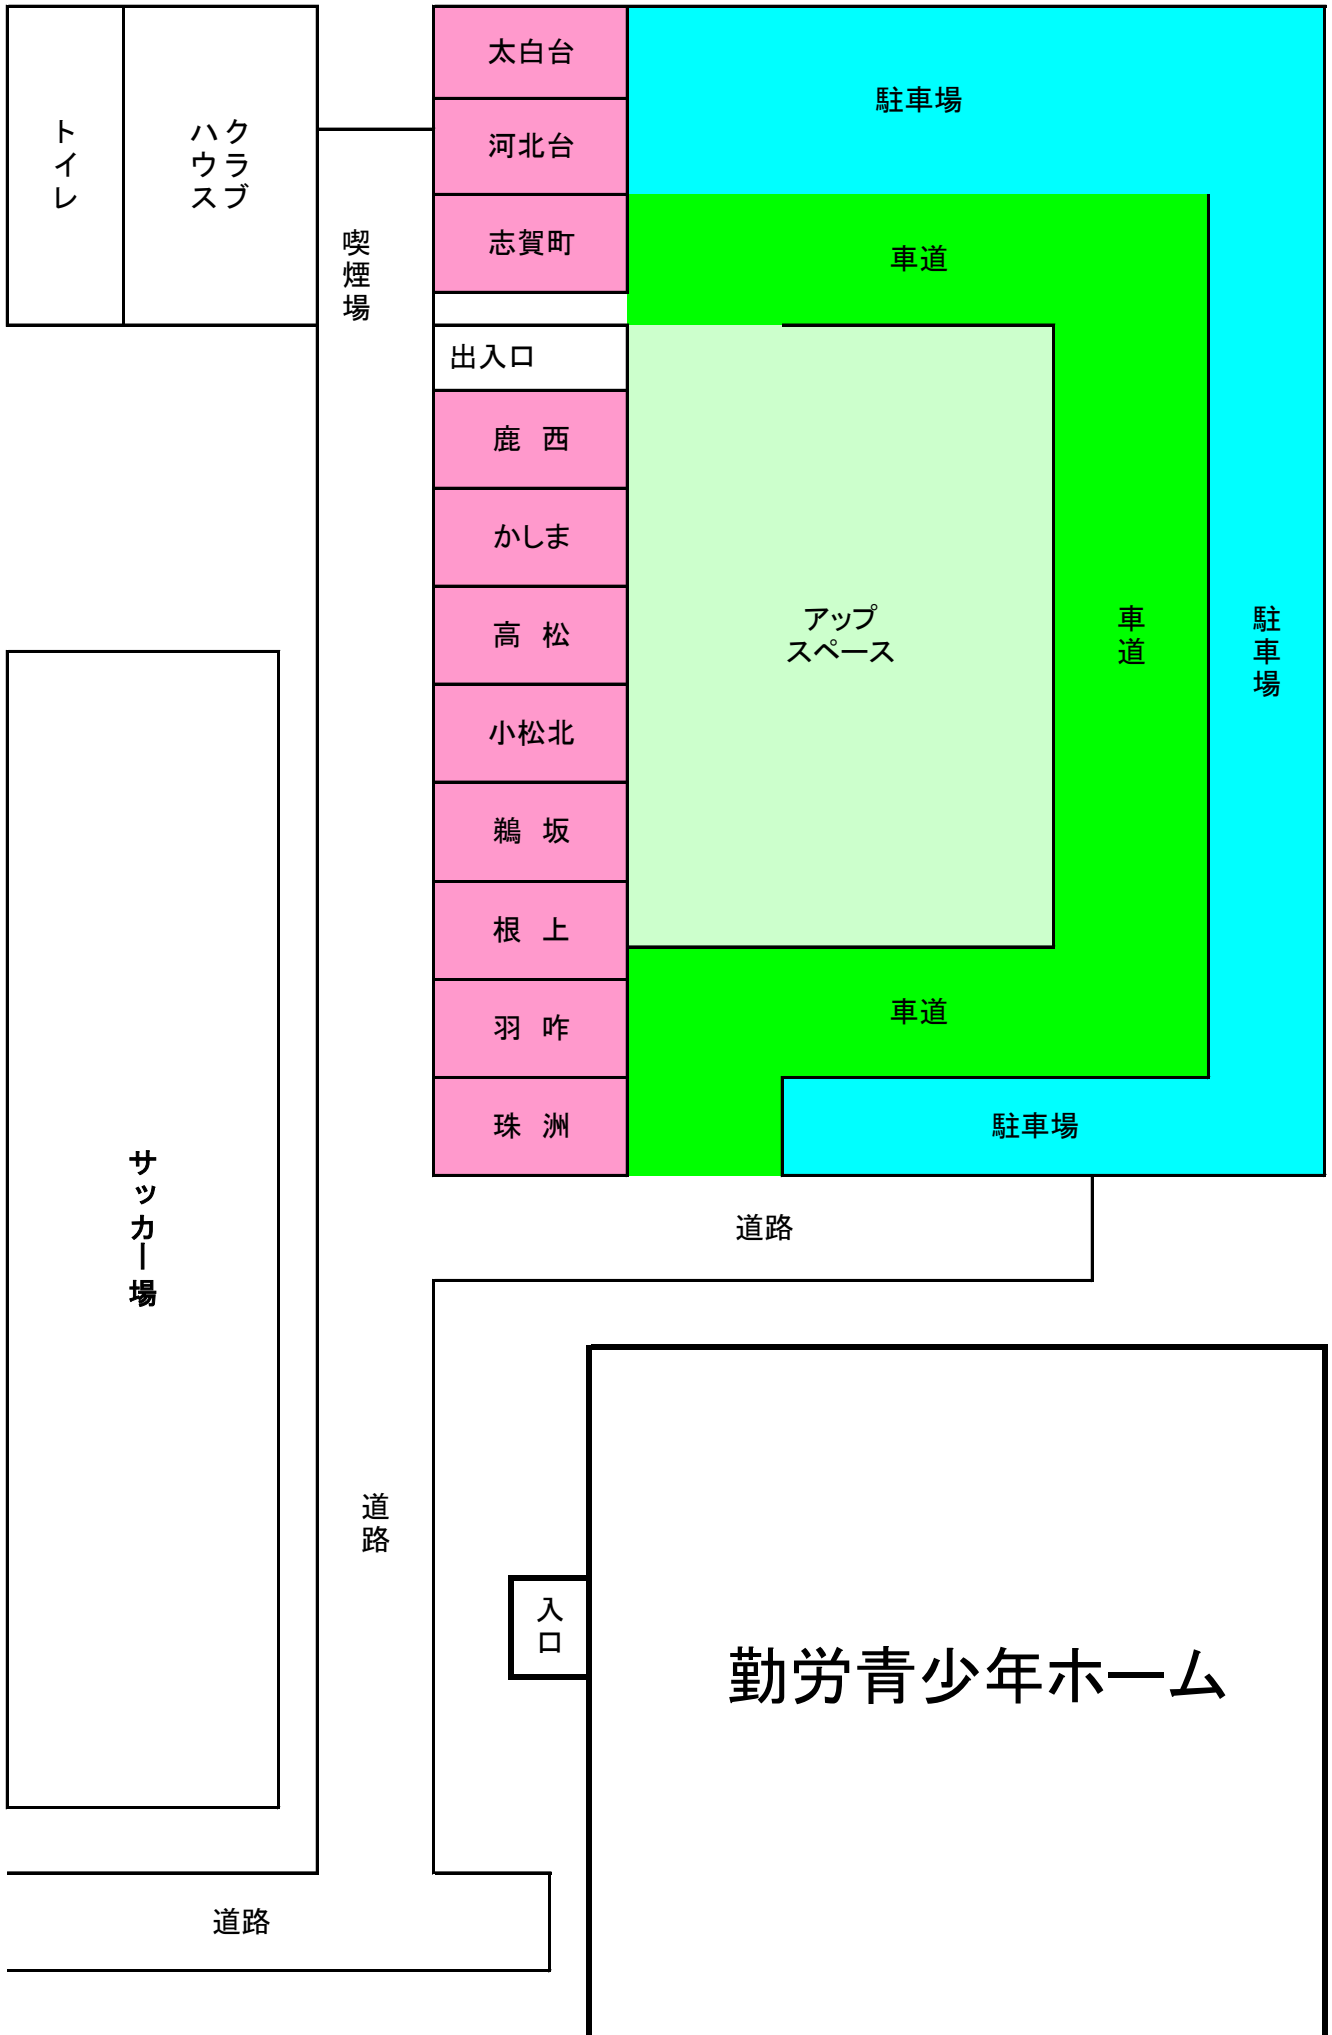 トイレ
クラブ
ハウス
喫煙場
太白台
河北台
志賀町
出入口
鹿 西
かしま
高 松
小松北
鵜 坂
根 上
羽 咋
珠 洲
駐車場
車道
アップ
スペース
車道
駐車場
車道
駐車場
道路
サッカー場
道路
入口
勤労青少年ホーム
道路